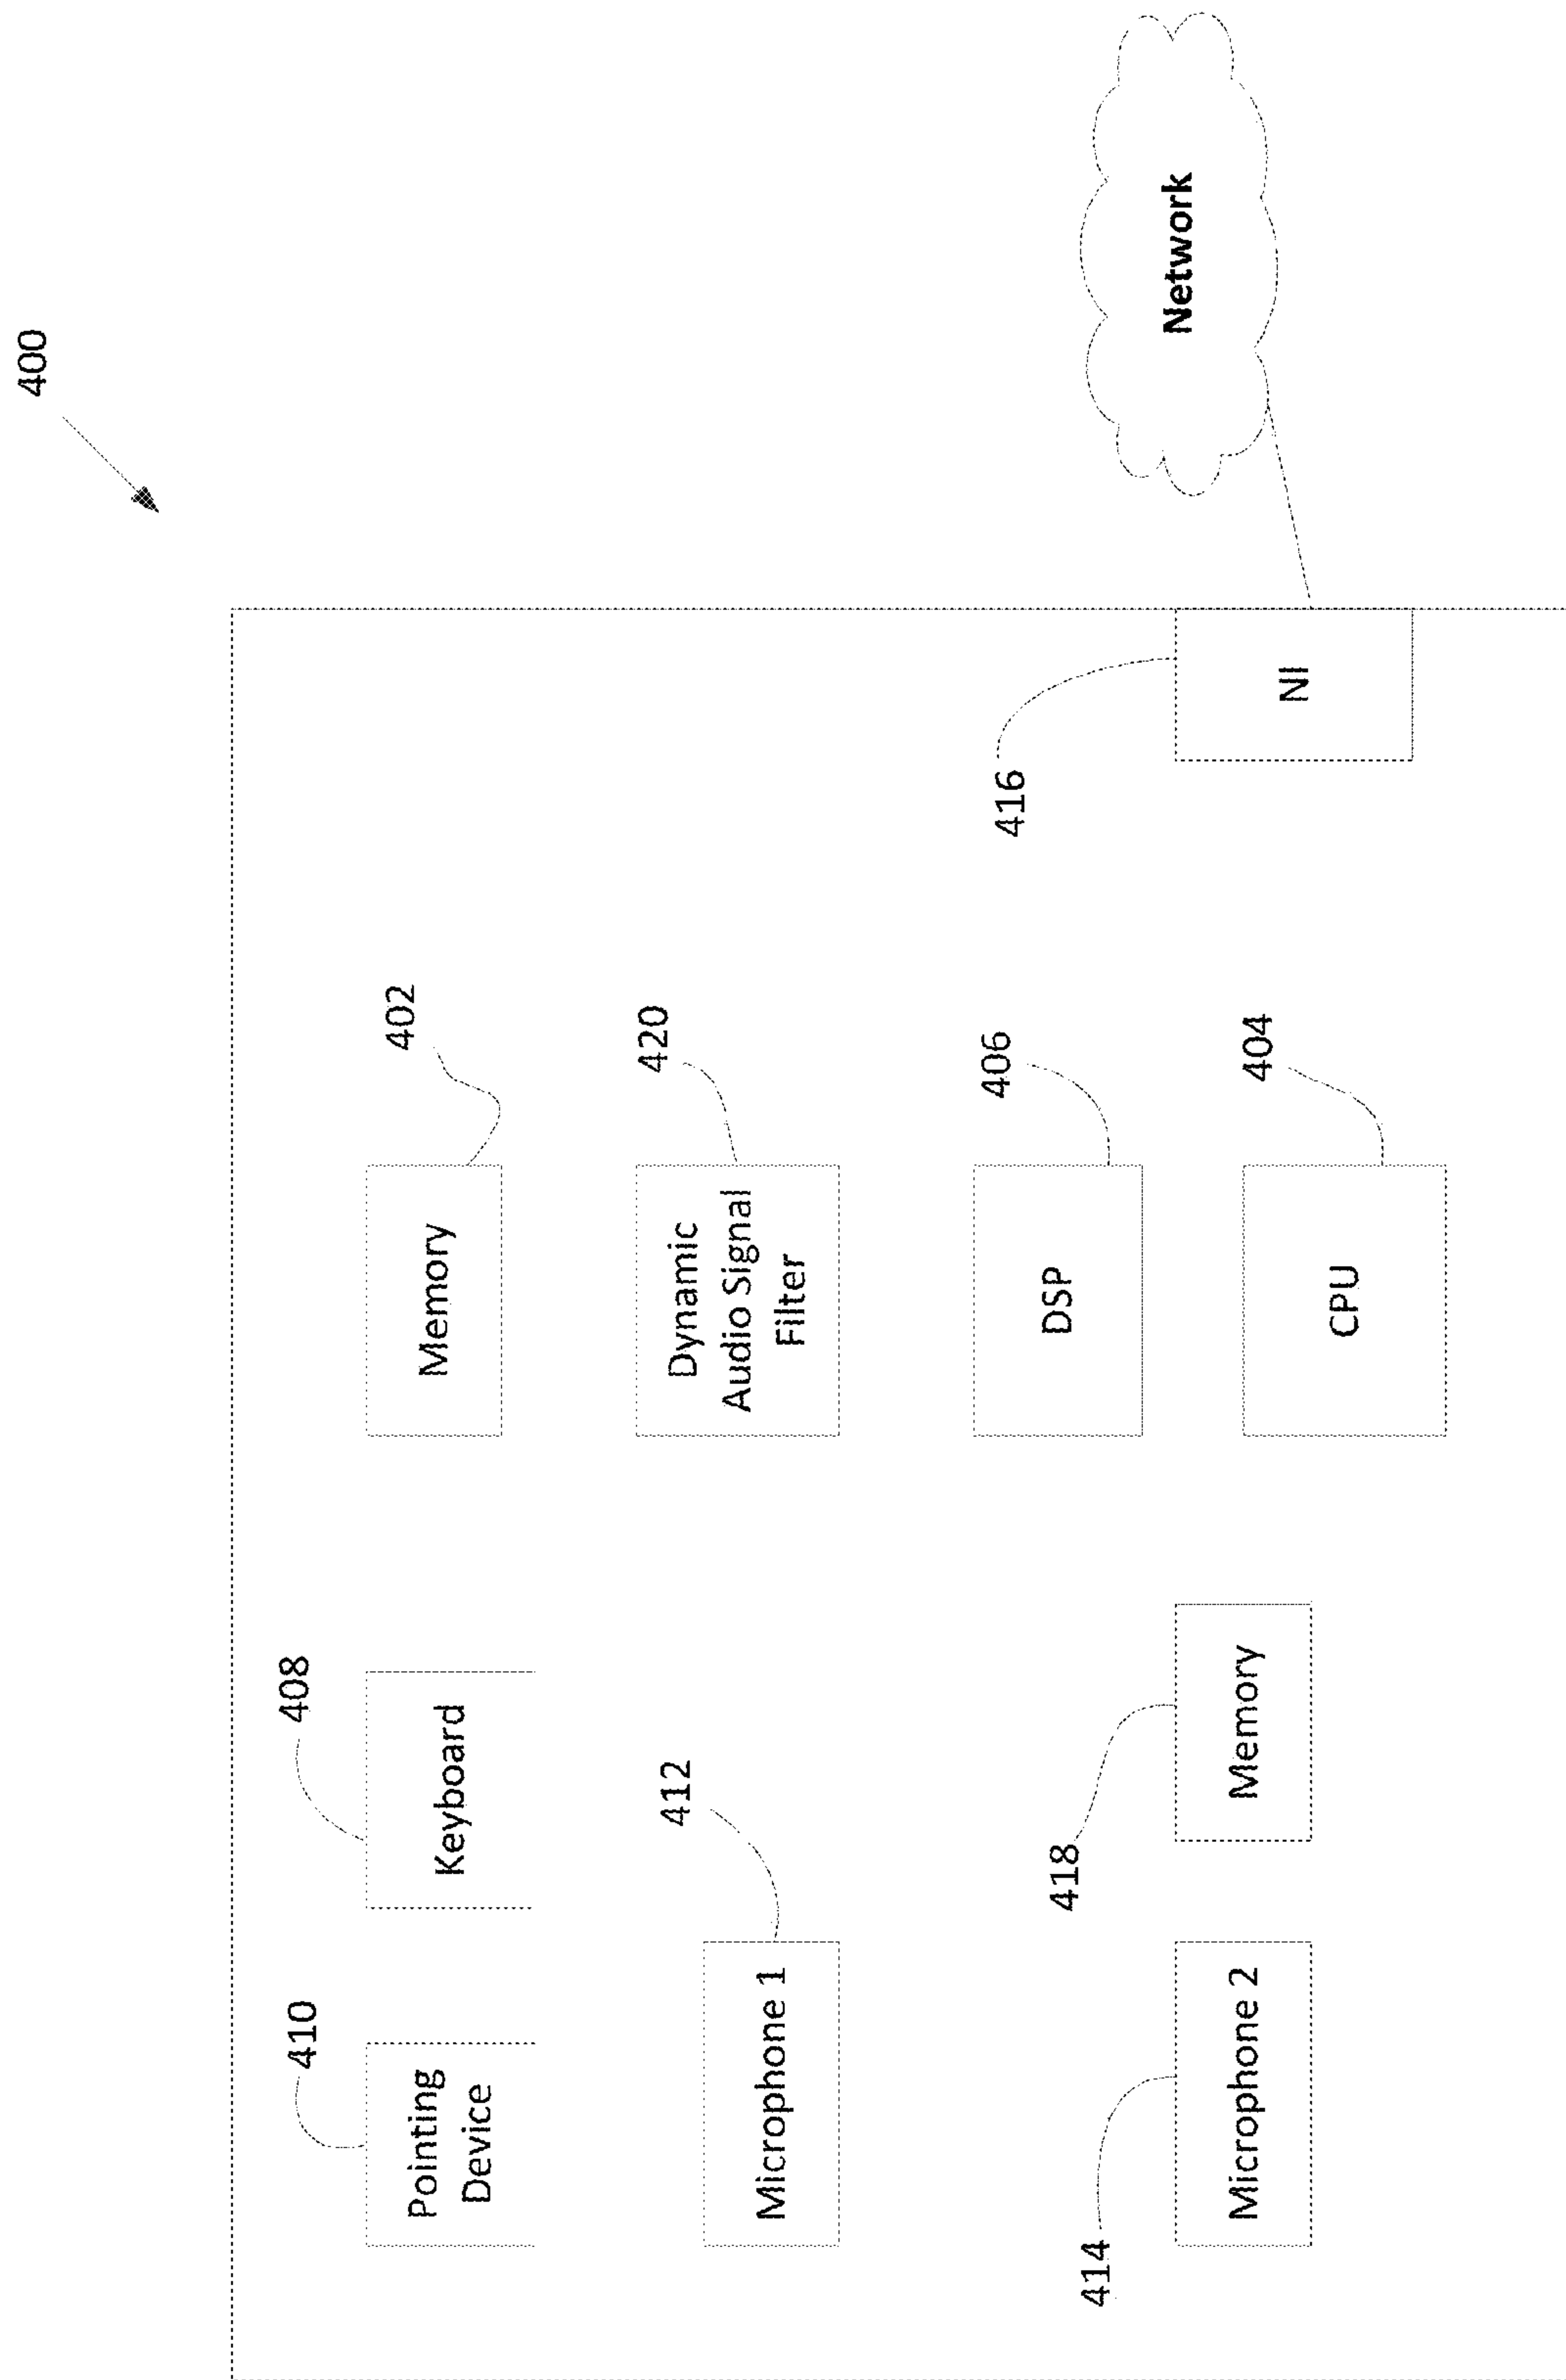 400
410
Pointing
Device
408
Keyboard
402
Memory
412
Microphone 1
420
Dynamic
Audio Signal
Filter
414
Microphone 2
418
Memory
406
DSP
404
CPU
416
NI
Network